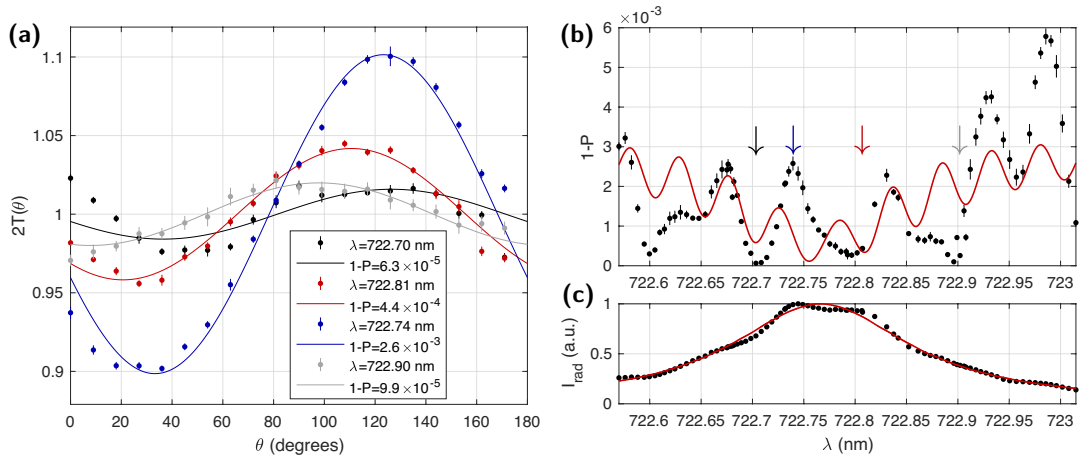 (a)
1.1
1.05
1
0.95
0.9
2T(θ)
0 20 40 60 80 100 120 140 160 180
θ (degrees)
λ=722.70 nm
1-P=6.3×10⁻⁵
λ=722.81 nm
1-P=4.4×10⁻⁴
λ=722.74 nm
1-P=2.6×10⁻³
λ=722.90 nm
1-P=9.9×10⁻⁵
(b)
×10⁻³
6
5
4
3
2
1
0
1-P
722.6 722.65 722.7 722.75 722.8 722.85 722.9 722.95 723
(c)
1
0.5
0
I_rad (a.u.)
722.6 722.65 722.7 722.75 722.8 722.85 722.9 722.95 723
λ (nm)